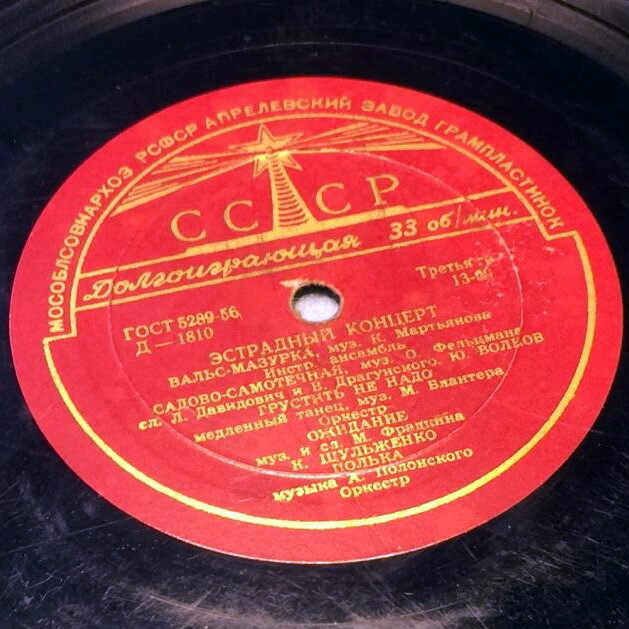 МОСОБЛСОВНАРХОЗ РСФСР АПРЕЛЕВСКИЙ ЗАВОД ГРАМПЛАСТИНОК
СССР
Долгоиграющая 33 об/мин.
ГОСТ 5289-56
Д—1810
Третья
ЭСТРАДНЫЙ КОНЦЕРТ
ВАЛЬС-МАЗУРКА, муз. К. Мартьянова
Инстр. ансамбль
САДОВО-САМОТЕЧНАЯ, муз. О. Фельцмана
сл. Л. Давидович и В. Драгунского. Ю. ВОЛКОВ
ГРУСТИТЬ НЕ НАДО
медленный танец, муз. М. Блантера
Оркестр
ОЖИДАНИЕ
муз. и сл. М. Фрадкина
К. ШУЛЬЖЕНКО
ПОЛЬКА
музыка А. Полонского
Оркестр